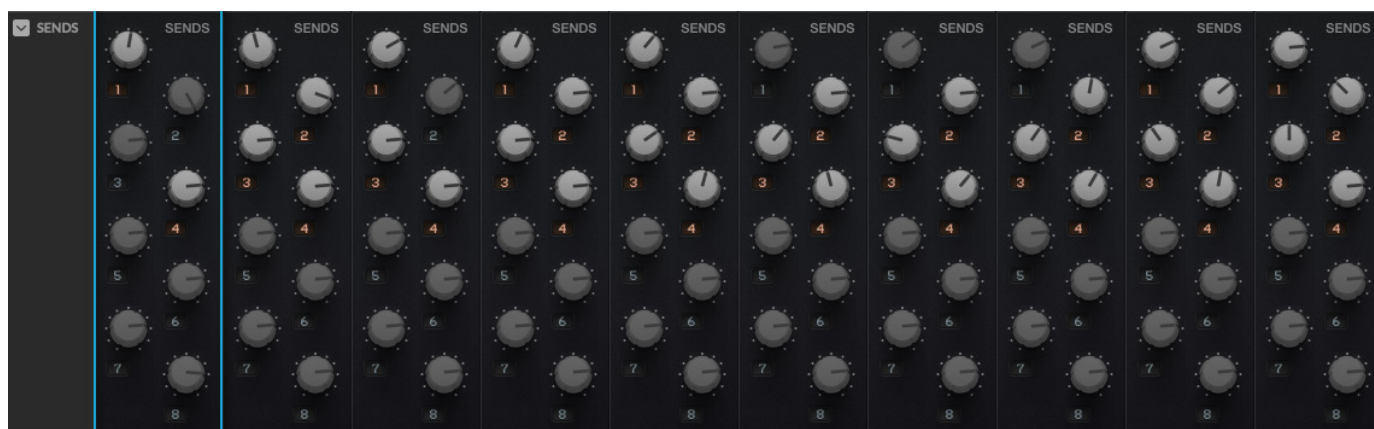 SENDS SENDS SENDS SENDS SENDS SENDS SENDS SENDS SENDS SENDS SENDS
1 1 1 1 1 1 1 1 1 1
2 2 2 2 2 2 2 2 2 2
3 3 3 3 3 3 3 3 3 3
4 4 4 4 4 4 4 4 4 4
5 5 5 5 5 5 5 5 5 5
6 6 6 6 6 6 6 6 6 6
7 7 7 7 7 7 7 7 7 7
8 8 8 8 8 8 8 8 8 8